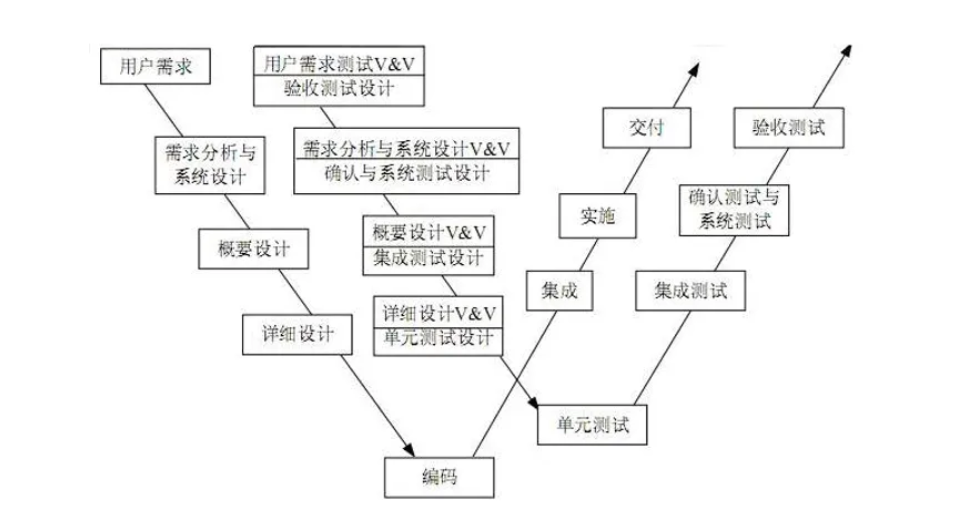 用户需求
用户需求测试V&V
验收测试设计
交付
验收测试
需求分析与
系统设计
需求分析与系统设计V&V
确认与系统测试设计
实施
确认测试与
系统测试
概要设计
概要设计V&V
集成测试设计
集成
集成测试
详细设计
详细设计V&V
单元测试设计
单元测试
编码